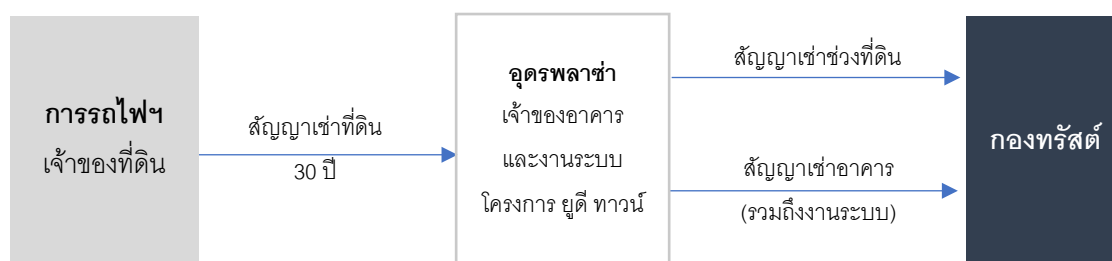 การรถไฟฯ
เจ้าของที่ดิน
สัญญาเช่าที่ดิน
30 ปี
อุดรพลาซ่า
เจ้าของอาคาร
และงานระบบ
โครงการ ยูดี ทาวน์
สัญญาเช่าช่วงที่ดิน
สัญญาเช่าอาคาร
(รวมถึงงานระบบ)
กองทรัสต์